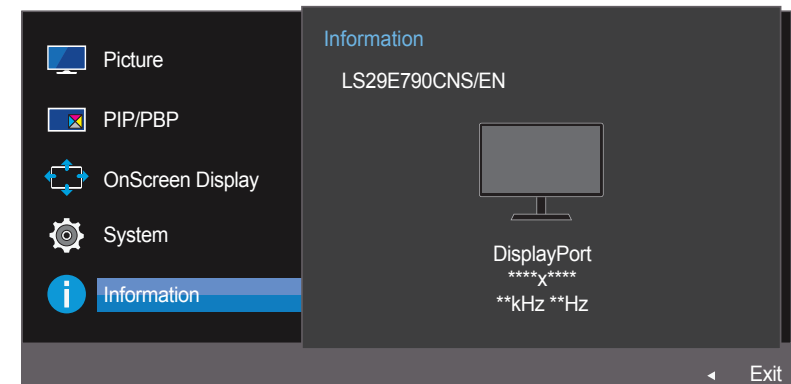 Picture
PIP/PBP
OnScreen Display
System
Information
Information
LS29E790CNS/EN
DisplayPort
****x****
**kHz **Hz
Exit